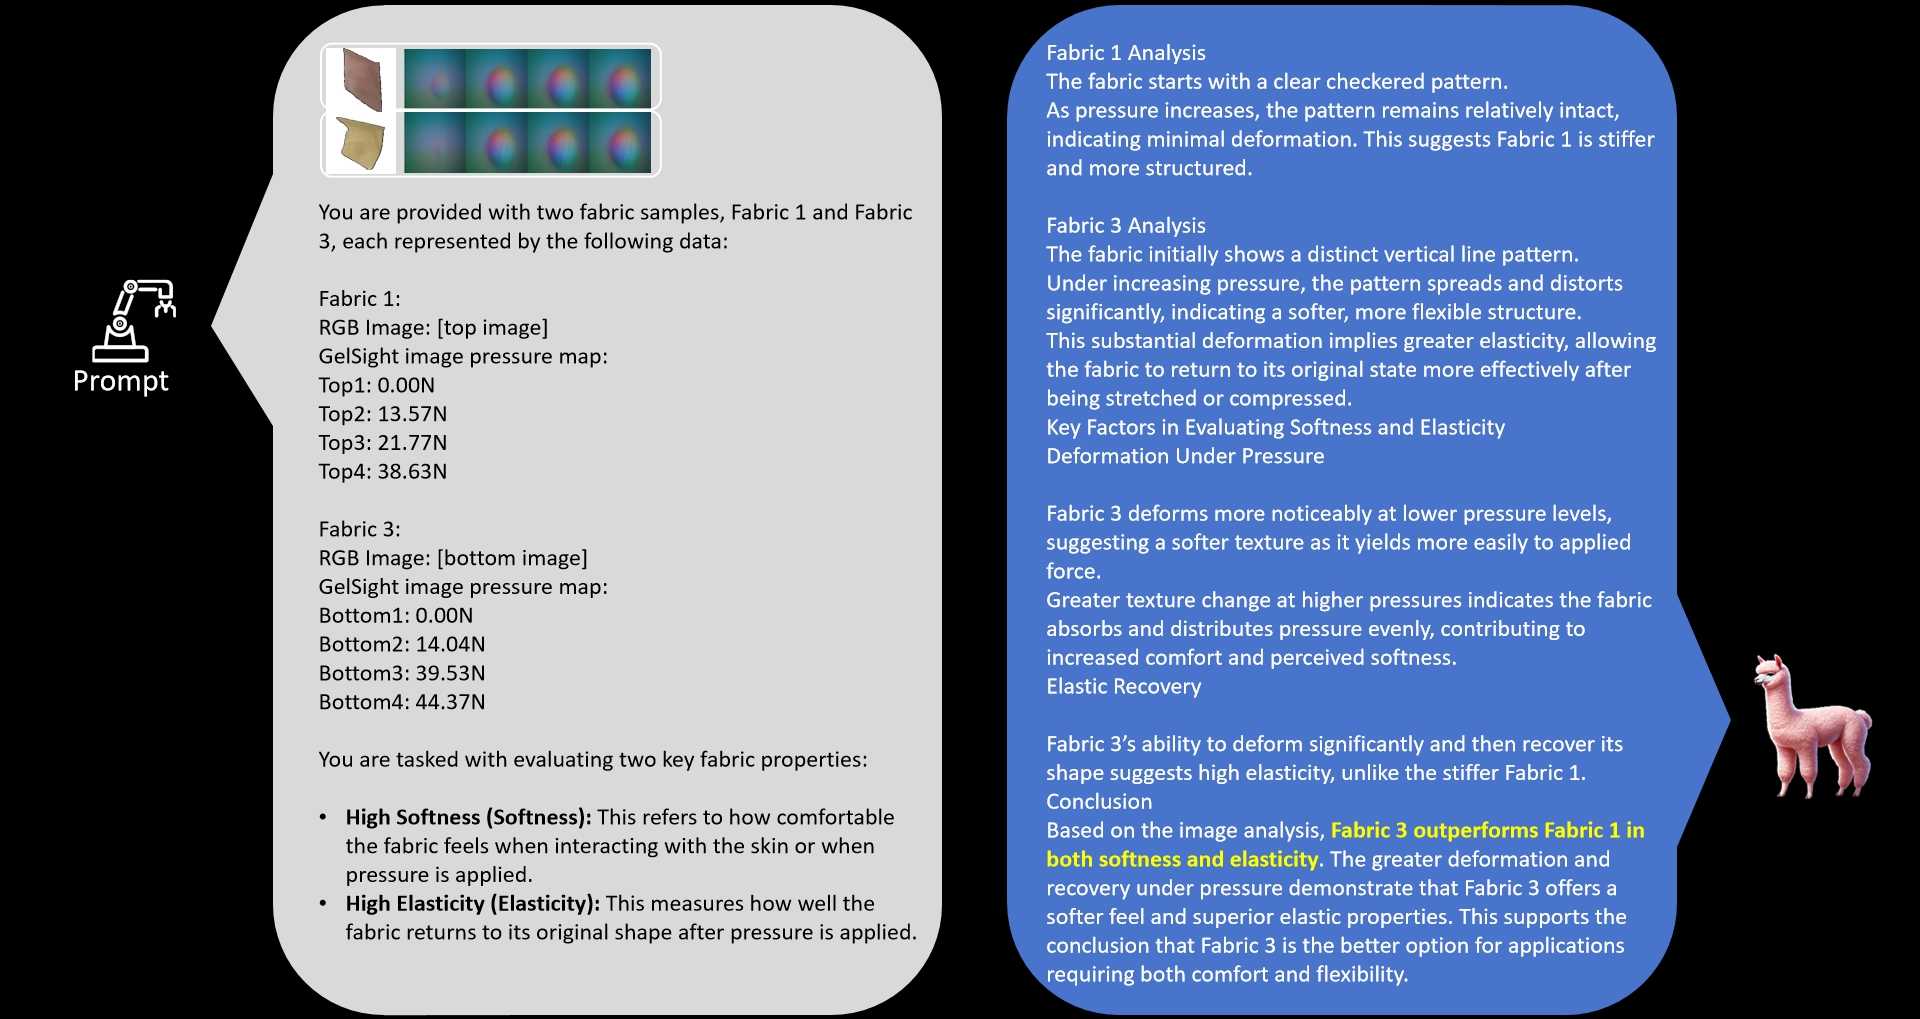 Prompt
You are provided with two fabric samples, Fabric 1 and Fabric
3, each represented by the following data:
Fabric 1:
RGB Image: [top image]
GelSight image pressure map:
Top1: 0.00N
Top2: 13.57N
Top3: 21.77N
Top4: 38.63N
Fabric 3:
RGB Image: [bottom image]
GelSight image pressure map:
Bottom1: 0.00N
Bottom2: 14.04N
Bottom3: 39.53N
Bottom4: 44.37N
You are tasked with evaluating two key fabric properties:
• High Softness (Softness): This refers to how comfortable
the fabric feels when interacting with the skin or when
pressure is applied.
• High Elasticity (Elasticity): This measures how well the
fabric returns to its original shape after pressure is applied.
Fabric 1 Analysis
The fabric starts with a clear checkered pattern.
As pressure increases, the pattern remains relatively intact,
indicating minimal deformation. This suggests Fabric 1 is stiffer
and more structured.
Fabric 3 Analysis
The fabric initially shows a distinct vertical line pattern.
Under increasing pressure, the pattern spreads and distorts
significantly, indicating a softer, more flexible structure.
This substantial deformation implies greater elasticity, allowing
the fabric to return to its original state more effectively after
being stretched or compressed.
Key Factors in Evaluating Softness and Elasticity
Deformation Under Pressure
Fabric 3 deforms more noticeably at lower pressure levels,
suggesting a softer texture as it yields more easily to applied
force.
Greater texture change at higher pressures indicates the fabric
absorbs and distributes pressure evenly, contributing to
increased comfort and perceived softness.
Elastic Recovery
Fabric 3’s ability to deform significantly and then recover its
shape suggests high elasticity, unlike the stiffer Fabric 1.
Conclusion
Based on the image analysis, Fabric 3 outperforms Fabric 1 in
both softness and elasticity. The greater deformation and
recovery under pressure demonstrate that Fabric 3 offers a
softer feel and superior elastic properties. This supports the
conclusion that Fabric 3 is the better option for applications
requiring both comfort and flexibility.